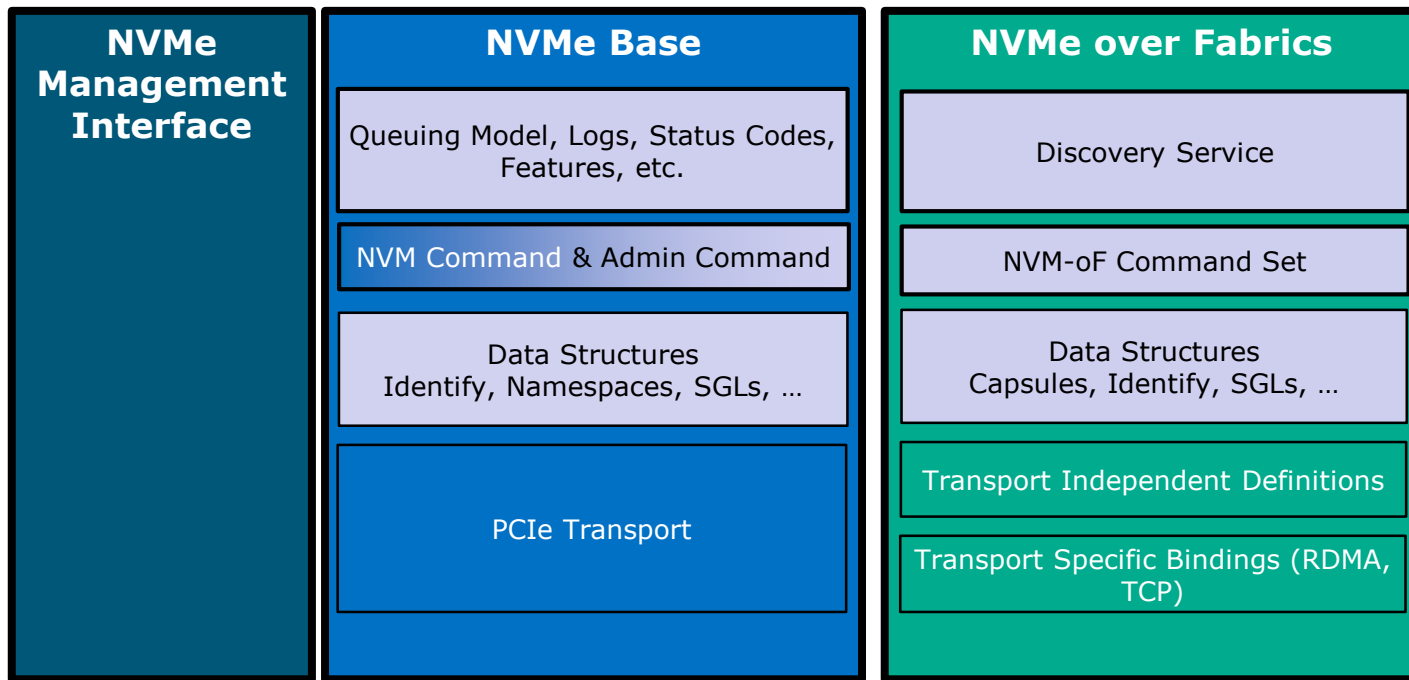 NVMe
Management
Interface
NVMe Base
Queuing Model, Logs, Status Codes,
Features, etc.
NVM Command & Admin Command
Data Structures
Identify, Namespaces, SGLs, …
PCIe Transport
NVMe over Fabrics
Discovery Service
NVM-oF Command Set
Data Structures
Capsules, Identify, SGLs, …
Transport Independent Definitions
Transport Specific Bindings (RDMA,
TCP)